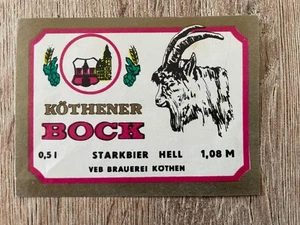 KÖTHENER
BOCK
0,5 l STARKBIER HELL 1,08 M
VEB BRAUEREI KÖTHEN